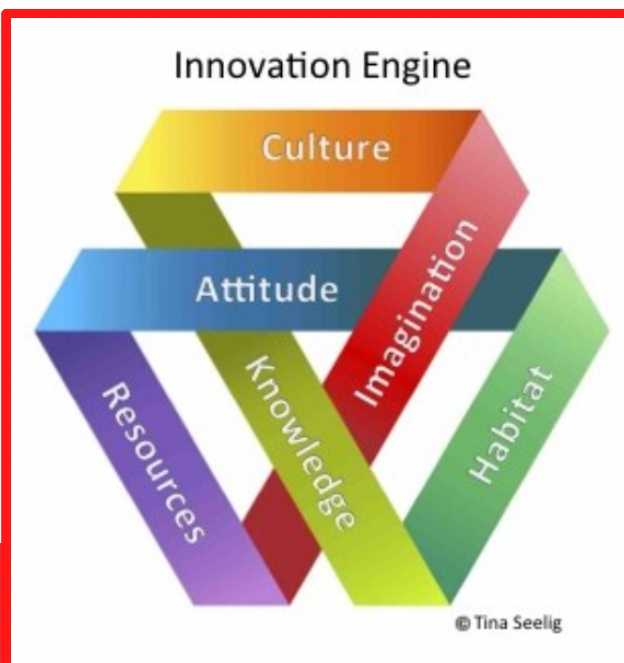 Innovation Engine
Culture
Attitude
Imagination
Knowledge
Resources
Habitat
© Tina Seelig